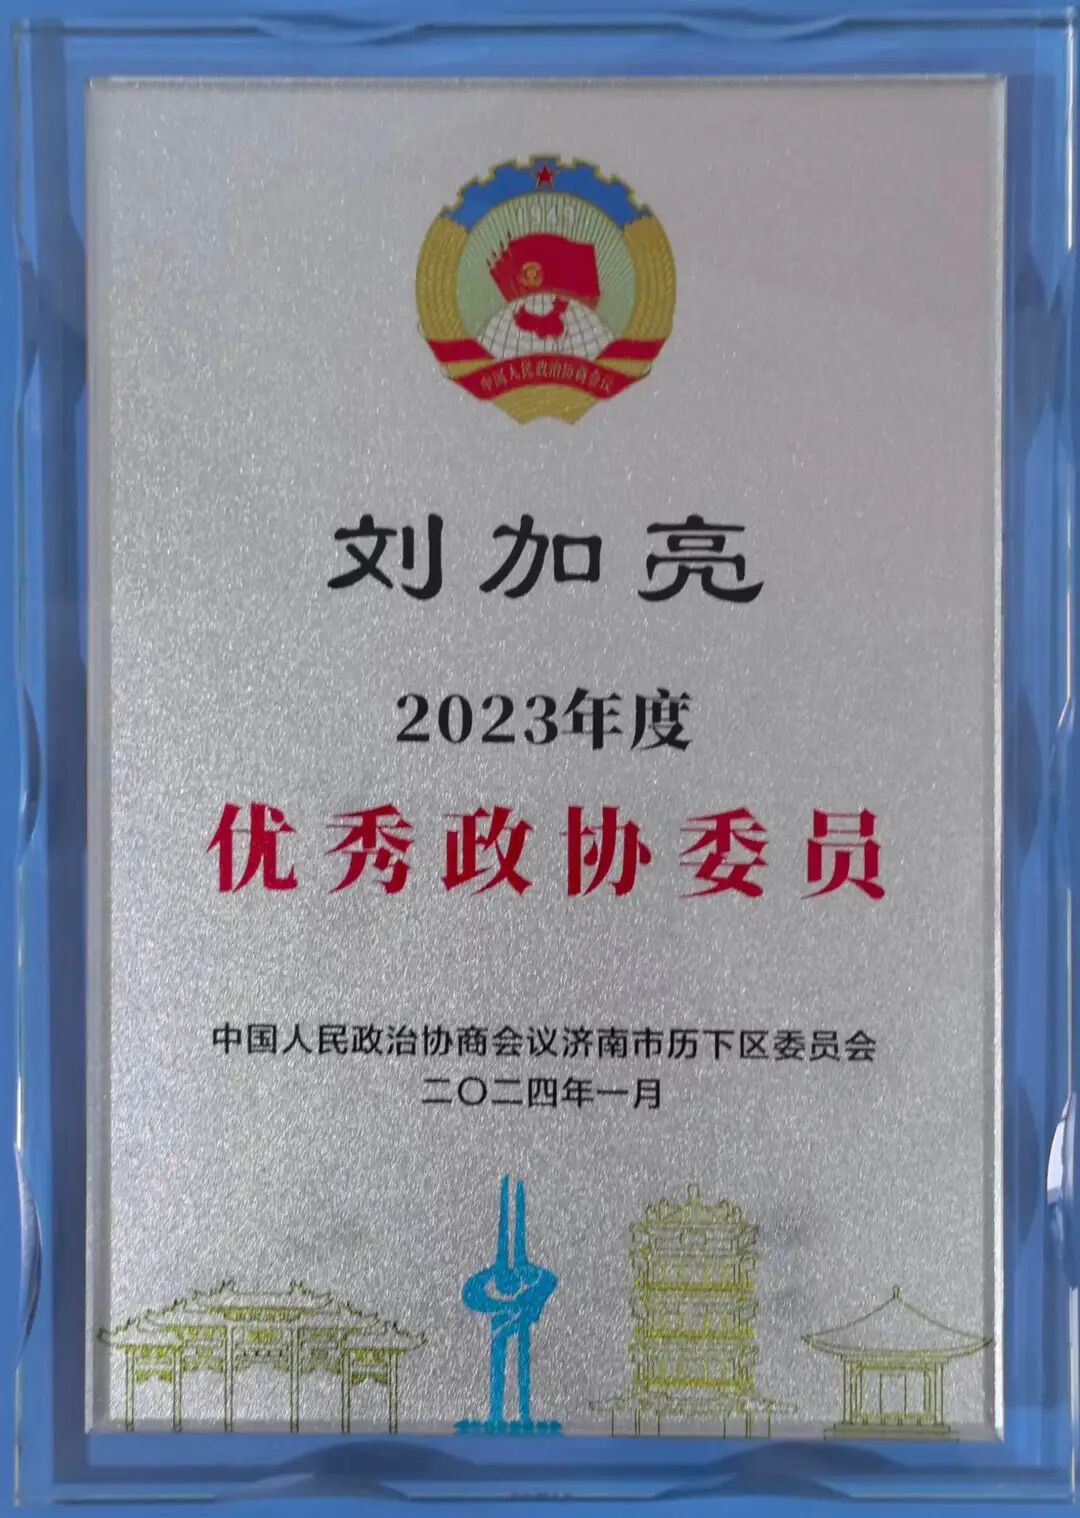 1949
中国人民政治协商会议
刘加亮
2023年度
优秀政协委员
中国人民政治协商会议济南市历下区委员会
二〇二四年一月